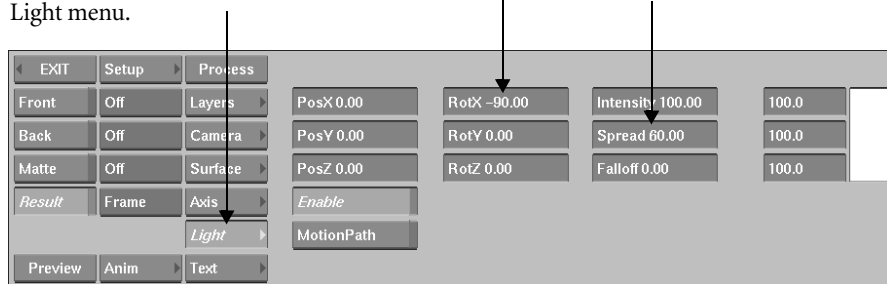 Light menu.
EXIT Setup Process
Front Off Layers PosX 0.00 RotX -90.00 Intensity 100.00 100.0
Back Off Camera PosY 0.00 RotY 0.00 Spread 60.00 100.0
Matte Off Surface PosZ 0.00 RotZ 0.00 Falloff 0.00 100.0
Result Frame Axis Enable
Light MotionPath
Preview Anim Text